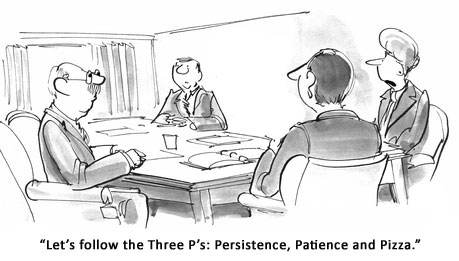 “Let’s follow the Three P’s: Persistence, Patience and Pizza.”